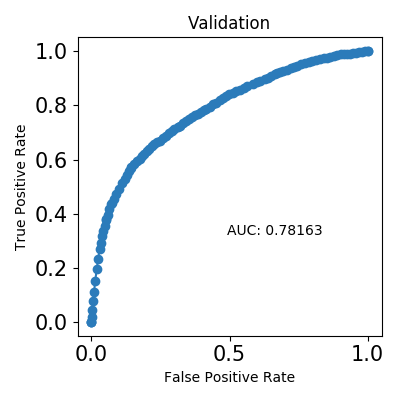 Validation
1.0
0.8
0.6
0.4
0.2
0.0
True Positive Rate
AUC: 0.78163
0.0 0.5 1.0
False Positive Rate